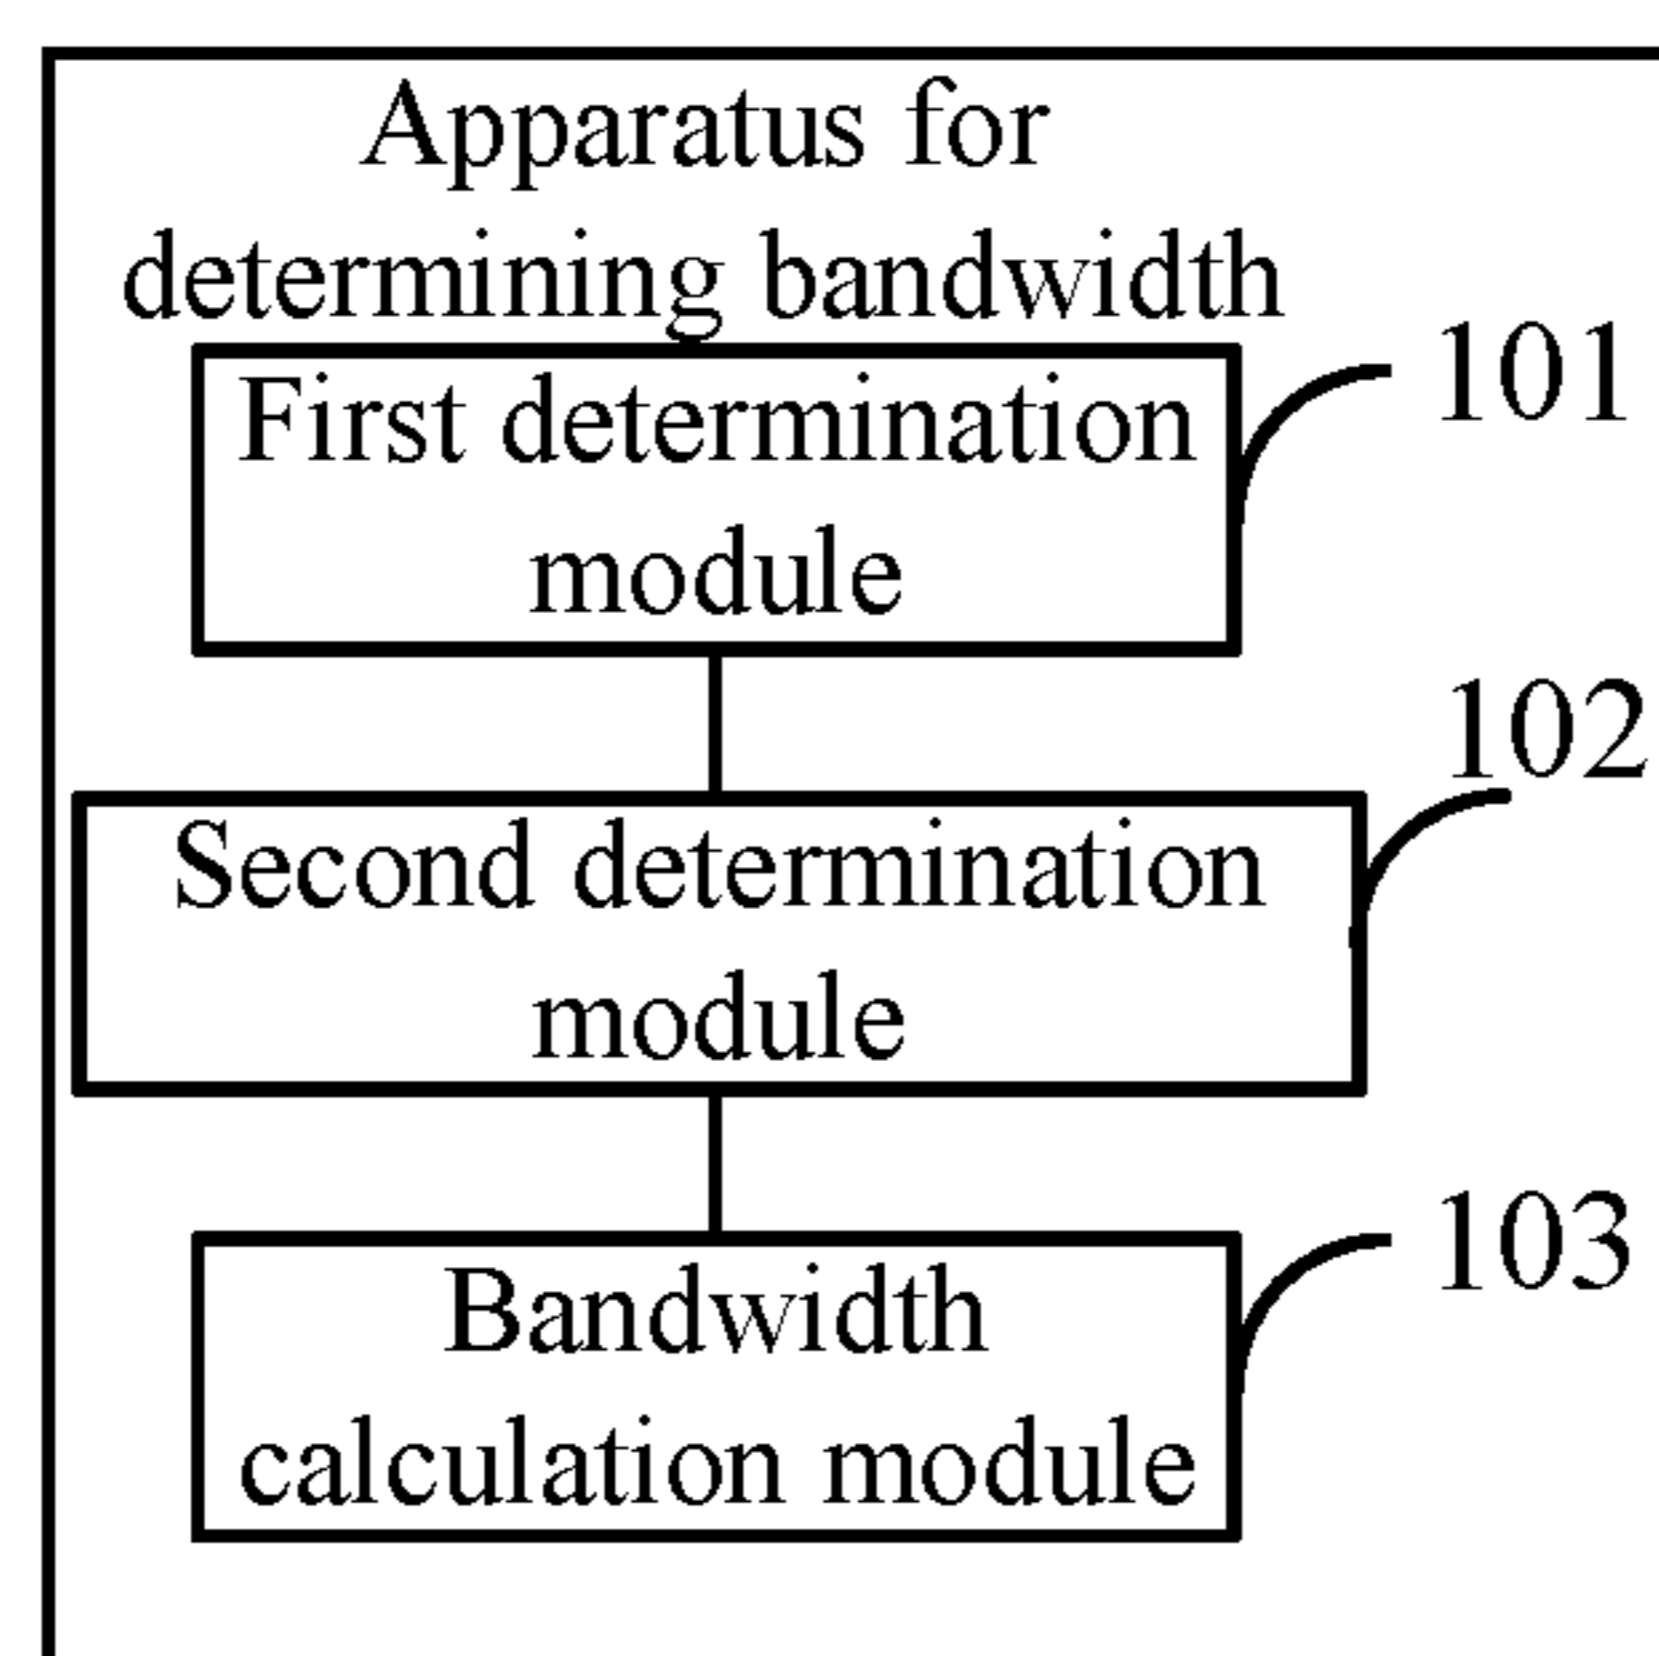 Apparatus for
determining bandwidth
First determination
module
101
Second determination
module
102
Bandwidth
calculation module
103